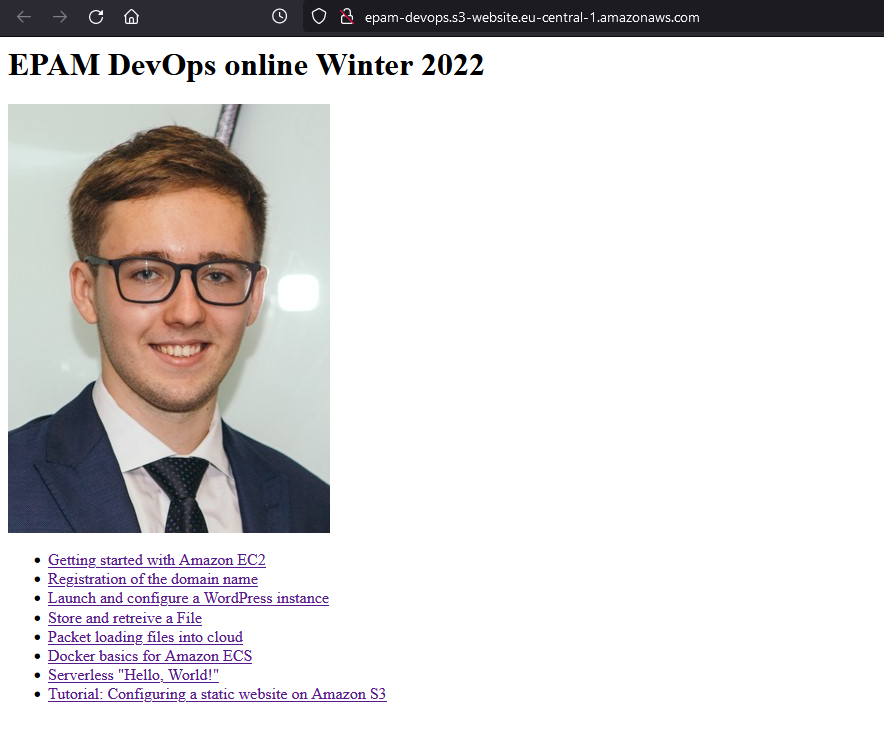 epam-devops.s3-website.eu-central-1.amazonaws.com
EPAM DevOps online Winter 2022
Getting started with Amazon EC2
Registration of the domain name
Launch and configure a WordPress instance
Store and retreive a File
Packet loading files into cloud
Docker basics for Amazon ECS
Serverless "Hello, World!"
Tutorial: Configuring a static website on Amazon S3